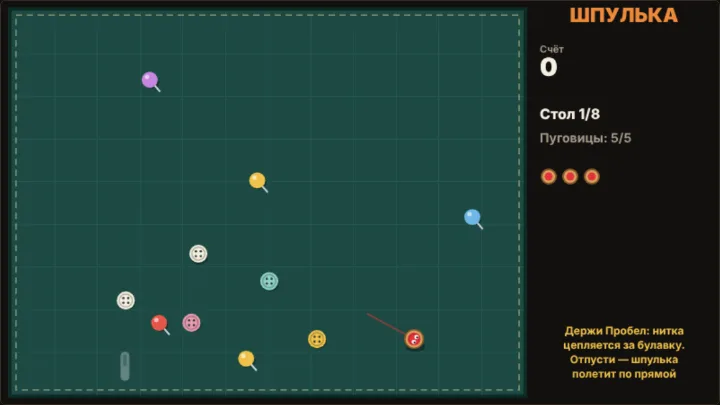 ШПУЛЬКА
Счёт
0
Стол 1/8
Пуговицы: 5/5
Держи Пробел: нитка
цепляется за булавку.
Отпусти — шпулька
полетит по прямой